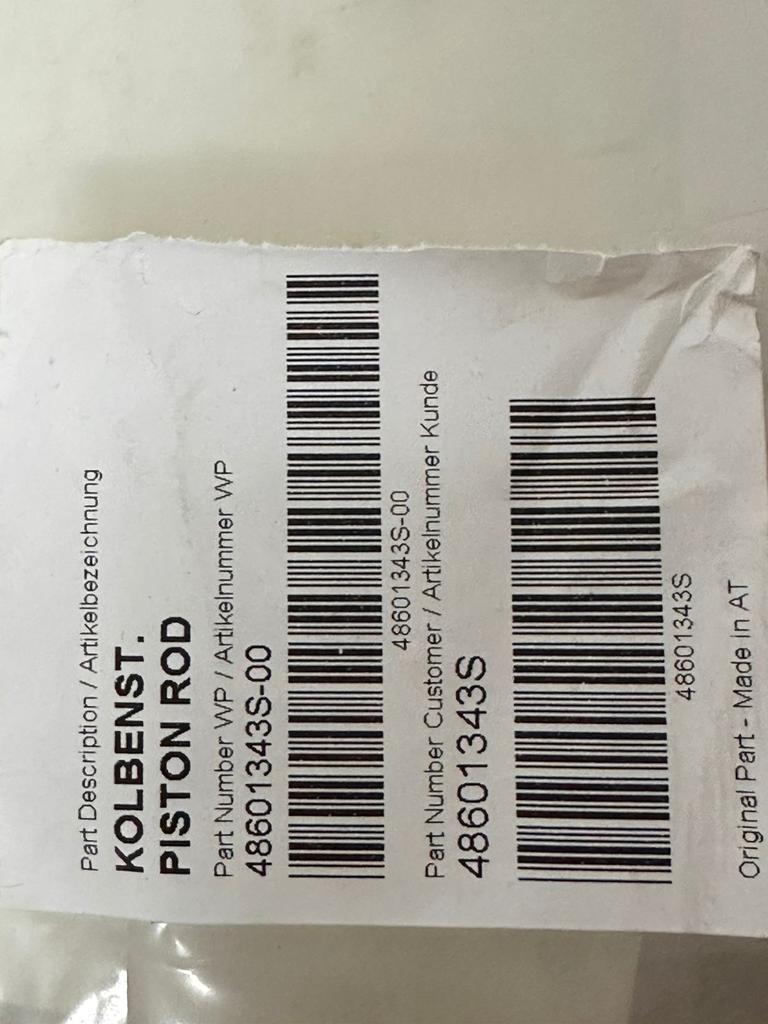 Part Description / Artikelbezeichnung
KOLBENST.
PISTON ROD
Part Number WP / Artikelnummer WP
48601343S-00
48601343S-00
Part Number Customer / Artikelnummer Kunde
48601343S
48601343S
Original Part - Made in AT